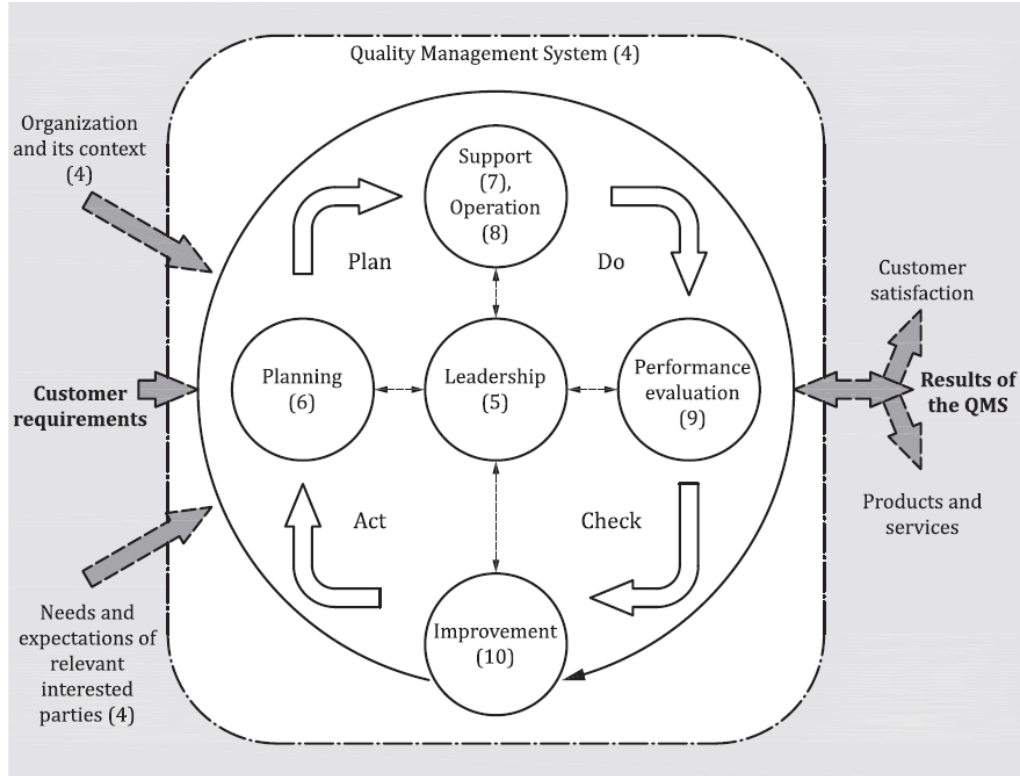 Quality Management System (4)
Organization
and its context
(4)
Support
(7),
Operation
(8)
Plan
Do
Customer
satisfaction
Planning
(6)
Leadership
(5)
Performance
evaluation
(9)
Customer
requirements
Results of
the QMS
Act
Check
Products and
services
Needs and
expectations of
relevant
interested
parties (4)
Improvement
(10)